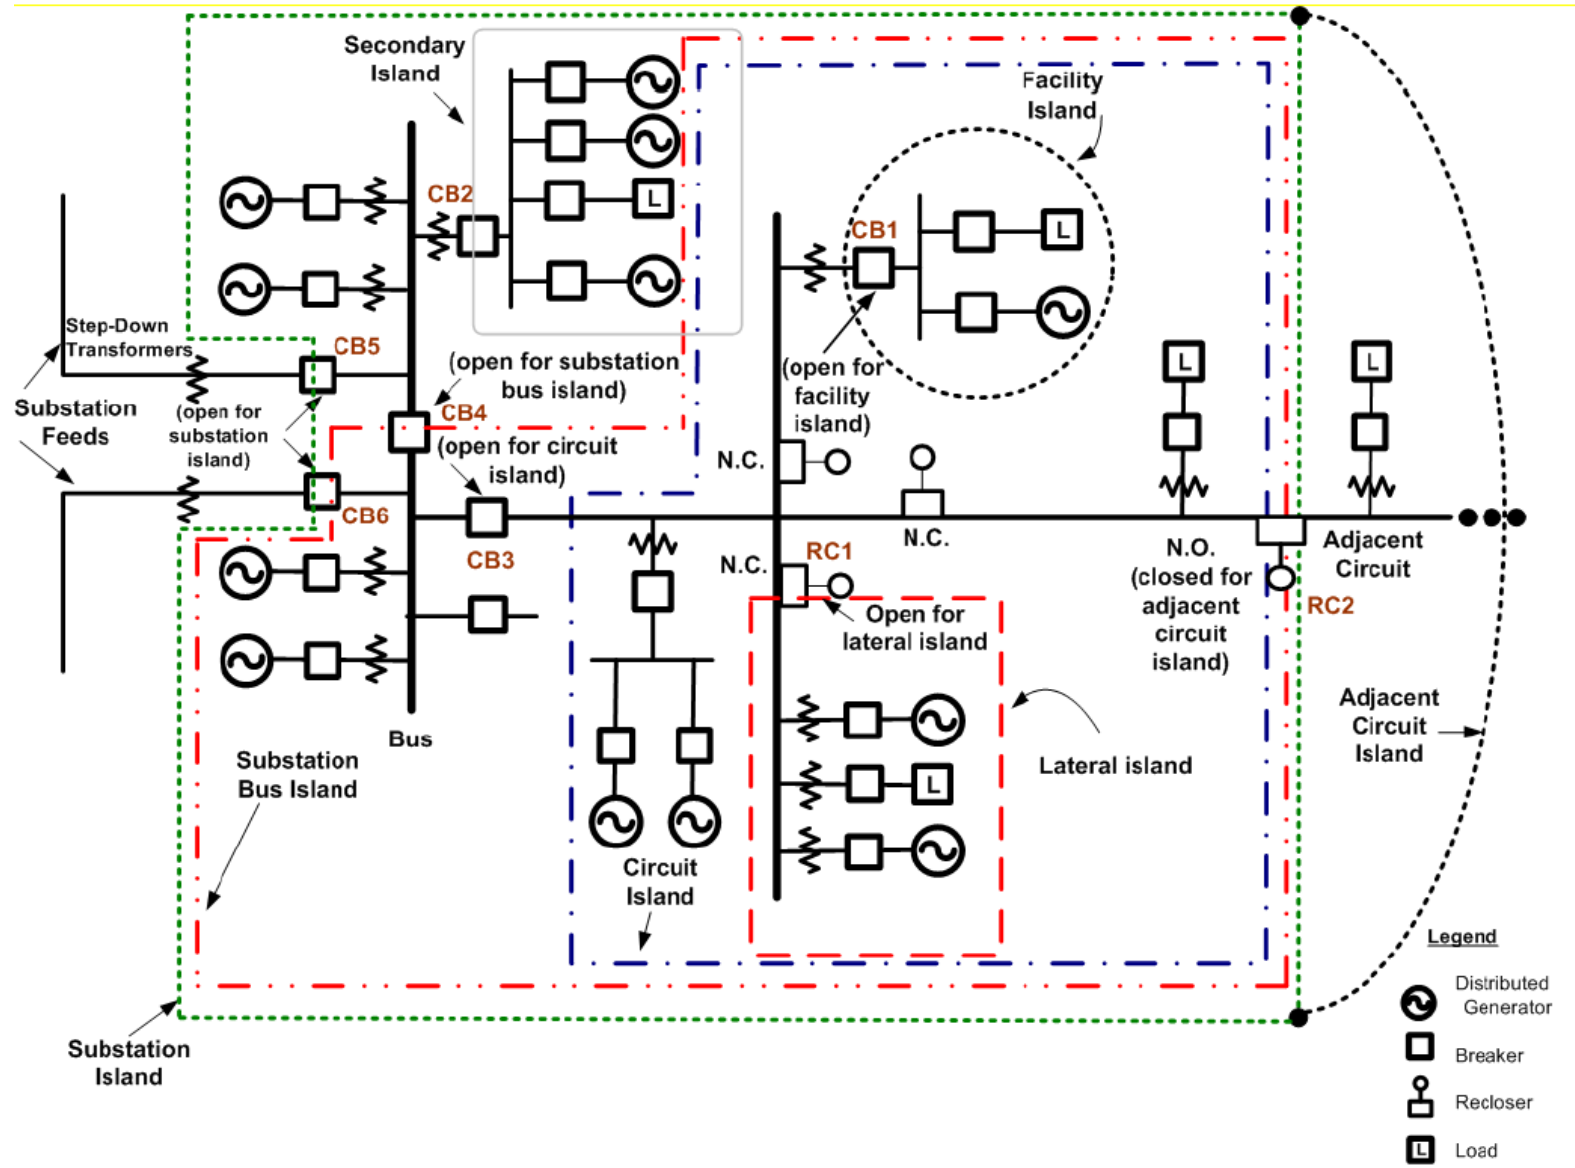 Secondary
Island
Facility
Island
CB2
CB1
L
L
Step-Down
Transformers
CB5
(open for substation
bus island)
(open for
facility
island)
L
L
Substation
Feeds
(open for
substation
island)
CB4
(open for circuit
island)
N.C.
CB6
CB3
N.C.
RC1
N.C.
N.O.
(closed for
adjacent
circuit
island)
Adjacent
Circuit
RC2
Open for
lateral island
Bus
Substation
Bus Island
Adjacent
Circuit
Island
Lateral island
L
Circuit
Island
Substation
Island
Legend
Distributed
Generator
Breaker
Recloser
L
Load